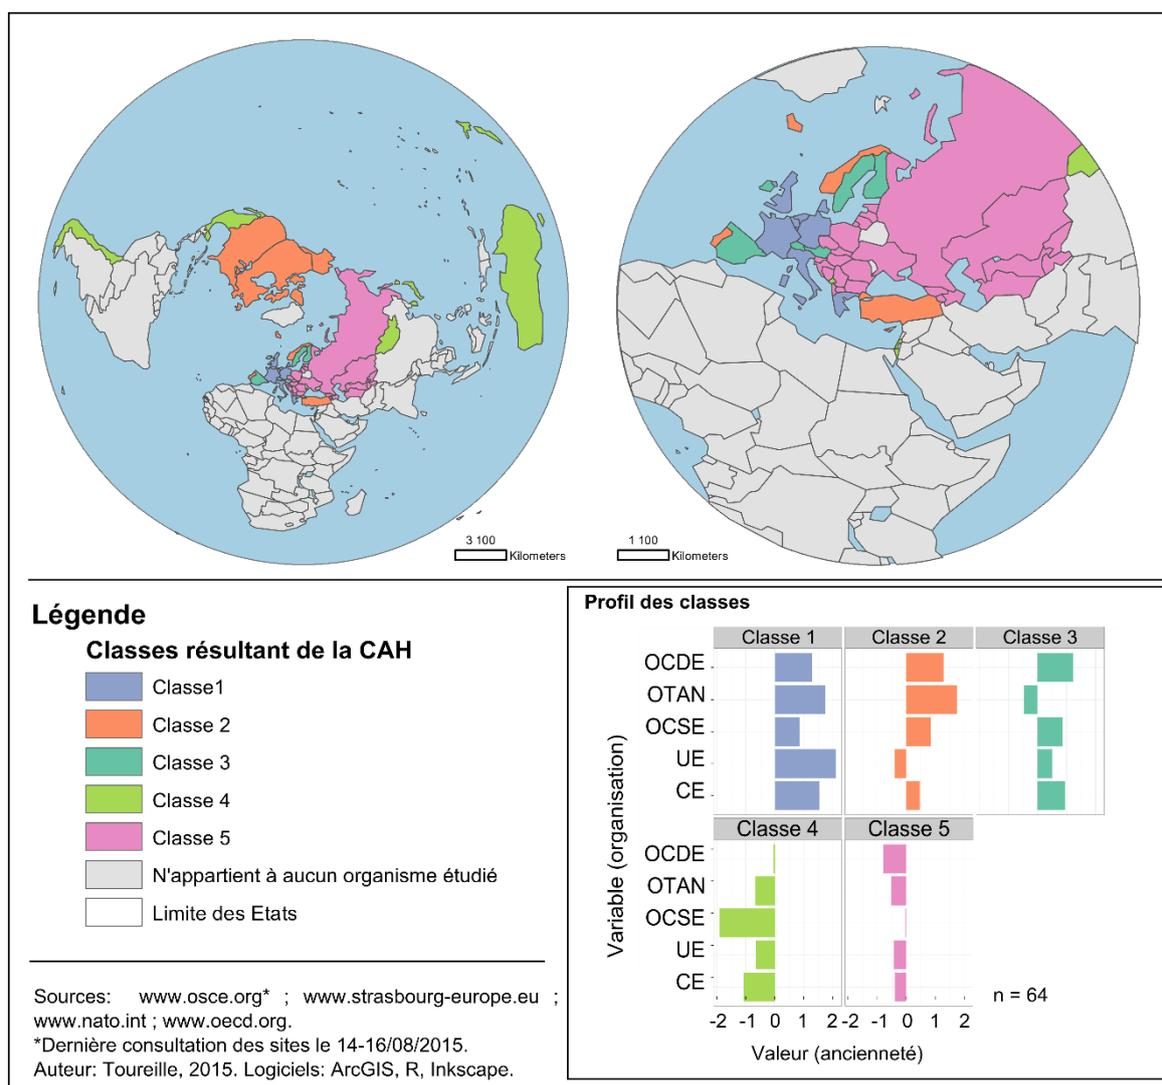 3 100
Kilometers
1 100
Kilometers
Légende
Classes résultant de la CAH
Classe1
Classe 2
Classe 3
Classe 4
Classe 5
N'appartient à aucun organisme étudié
Limite des Etats
Sources: www.osce.org* ; www.strasbourg-europe.eu ;
www.nato.int ; www.oecd.org.
*Dernière consultation des sites le 14-16/08/2015.
Auteur: Toureille, 2015. Logiciels: ArcGIS, R, Inkscape.
Profil des classes
Classe 1 Classe 2 Classe 3
OCDE
OTAN
OCSE
UE
CE
Classe 4 Classe 5
OCDE
OTAN
OCSE
UE
CE
Variable (organisation)
-2 -1 0 1 2 -2 -1 0 1 2
n = 64
Valeur (ancienneté)